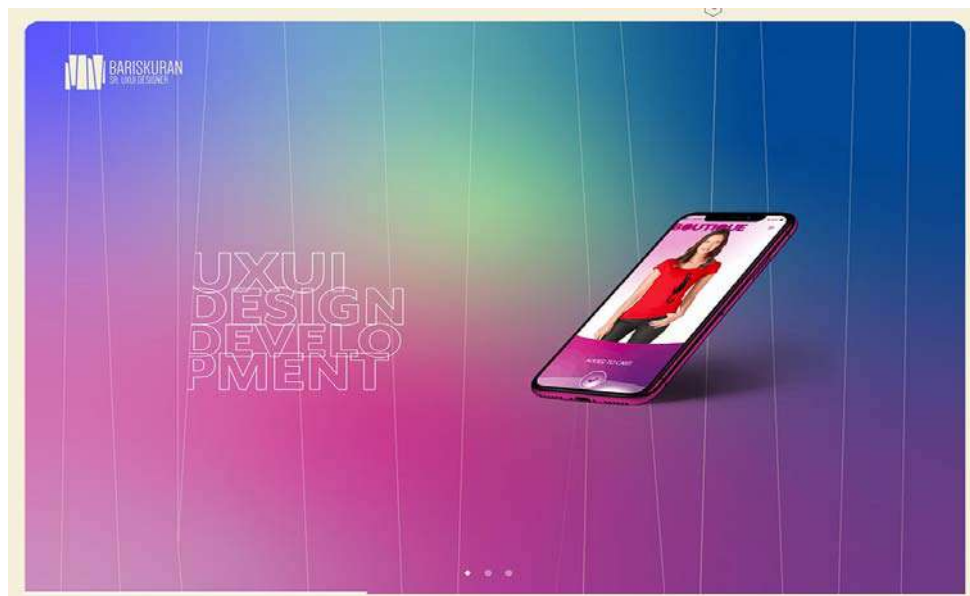 BARISKURAN
SR. UXUI DESIGNER
UXUI
DESIGN
DEVELO
PMENT
BOUTIQUE
ADDED TO CART